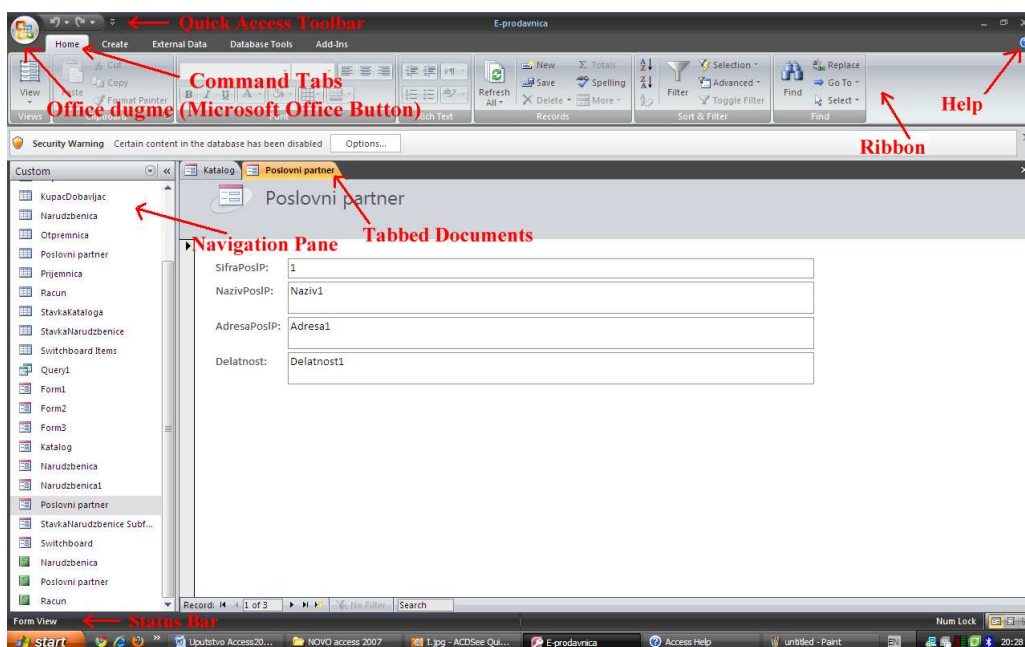 Quick Access Toolbar
E-prodavnica
Home Create External Data Database Tools Add-Ins
Cut
Copy
Format Painter
View
Paste
Command Tabs
Office dugme (Microsoft Office Button)
Refresh All
New
Save
Delete
Totals
Spelling
More
Filter
Selection
Advanced
Toggle Filter
Find
Replace
Go To
Select
Help
Ribbon
Views
Font
Rich Text
Records
Sort & Filter
Find
Security Warning Certain content in the database has been disabled Options...
Custom
Katalog
Poslovni partner
Poslovni partner
Tabbed Documents
Navigation Pane
KupacDobavljac
Narudzbenica
Otpremnica
Poslovni partner
Prijemnica
Racun
StavkaKataloga
StavkaNarudzbenice
Switchboard Items
Query1
Form1
Form2
Form3
Katalog
Narudzbenica
Narudzbenica1
Poslovni partner
StavkaNarudzbenice Subf...
Switchboard
Narudzbenica
Poslovni partner
Racun
SifraPoslP: 1
NazivPoslP: Naziv1
AdresaPoslP: Adresa1
Delatnost: Delatnost1
Record: 1 of 3 No Filter Search
Form View
Status Bar
Num Lock
start
Uputstvo Access20...
NOVO access 2007
1.jpg - ACDSee Qui...
E-prodavnica
Access Help
untitled - Paint
EN
20:28